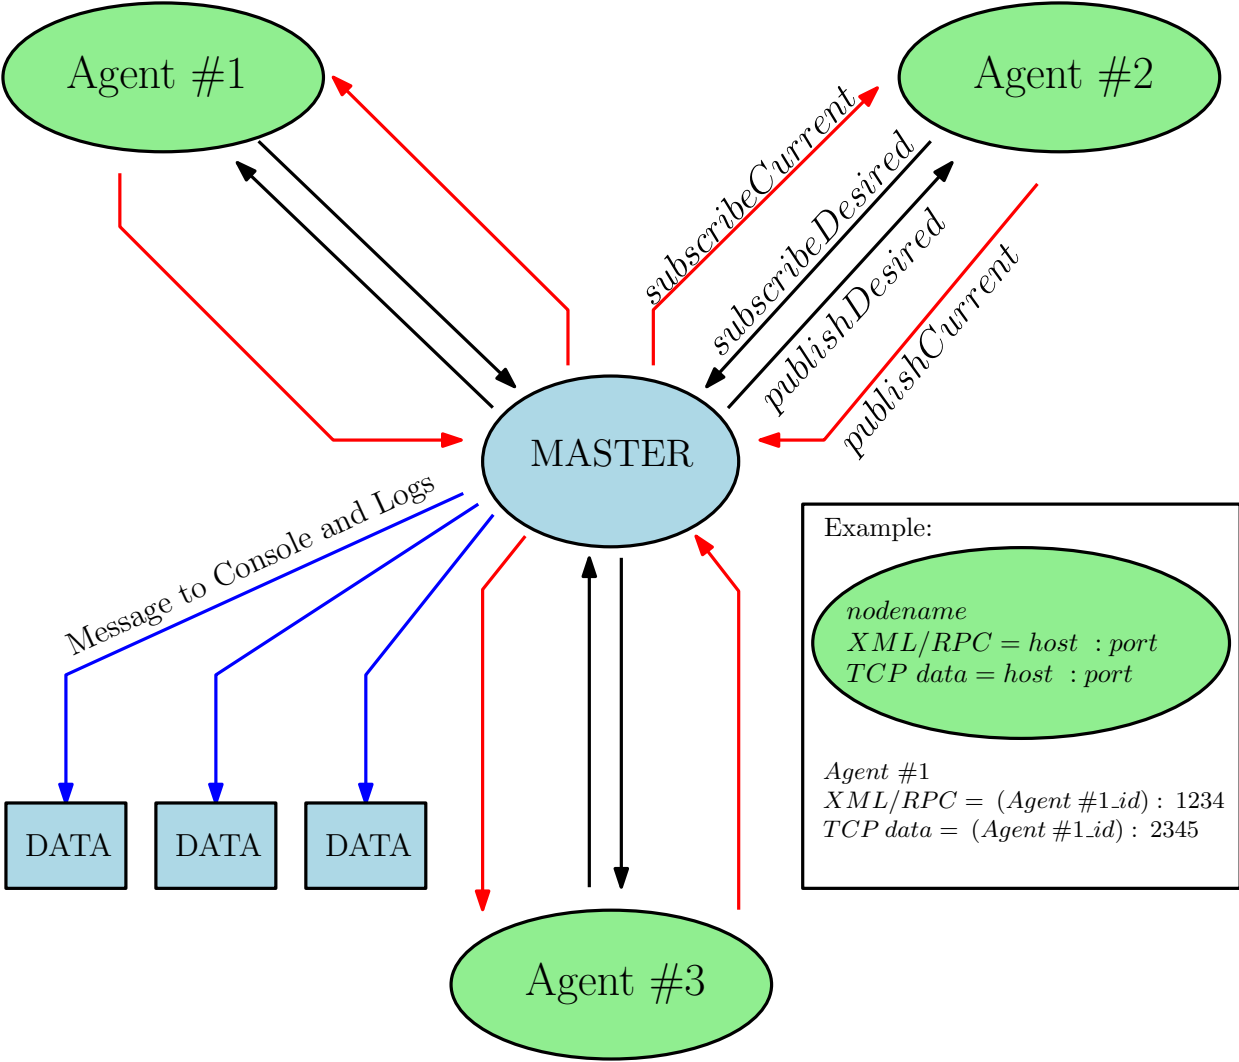 Agent #1
Agent #2
subscribeCurrent
subscribeDesired
publishDesired
publishCurrent
MASTER
Message to Console and Logs
Example:
nodename
XML/RPC = host : port
TCP data = host : port
Agent #1
XML/RPC = (Agent #1_id) : 1234
TCP data = (Agent #1_id) : 2345
DATA
DATA
DATA
Agent #3